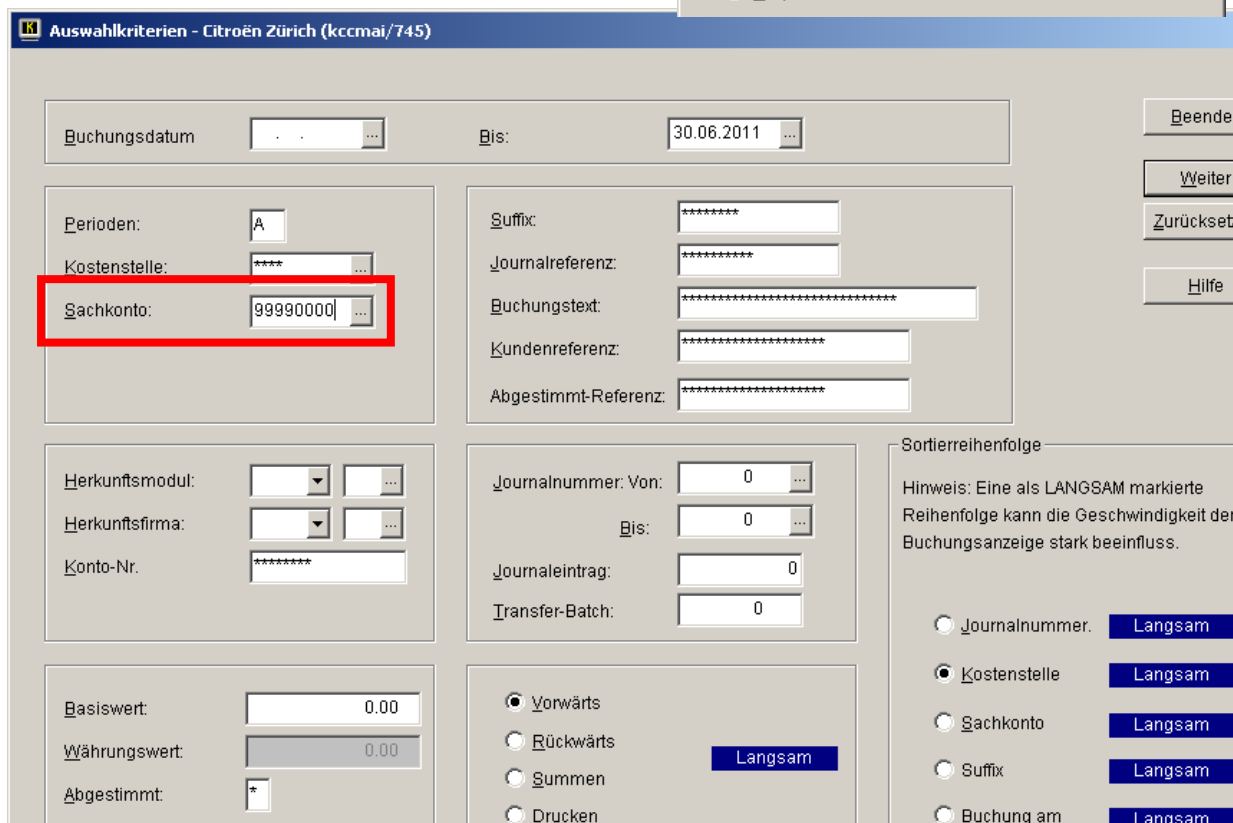 Auswahlkriterien - Citroën Zürich (kccmai/745)
Buchungsdatum . . ... Bis: 30.06.2011 ...
Beende
Weiter
Zurückset
Hilfe
Perioden: A
Kostenstelle: **** ...
Sachkonto: 99990000 ...
Suffix: ********
Journalreferenz: **********
Buchungstext: ******************************
Kundenreferenz: ********************
Abgestimmt-Referenz: ********************
Herkunftsmodul: ...
Herkunftsfirma: ...
Konto-Nr. ********
Journalnummer: Von: 0 ...
Bis: 0 ...
Journaleintrag: 0
Transfer-Batch: 0
Sortierreihenfolge
Hinweis: Eine als LANGSAM markierte
Reihenfolge kann die Geschwindigkeit der
Buchungsanzeige stark beeinfluss.
Journalnummer. Langsam
Kostenstelle Langsam
Sachkonto Langsam
Suffix Langsam
Buchung am Langsam
Basiswert: 0.00
Währungswert: 0.00
Abgestimmt: *
Vorwärts
Rückwärts
Langsam
Summen
Drucken